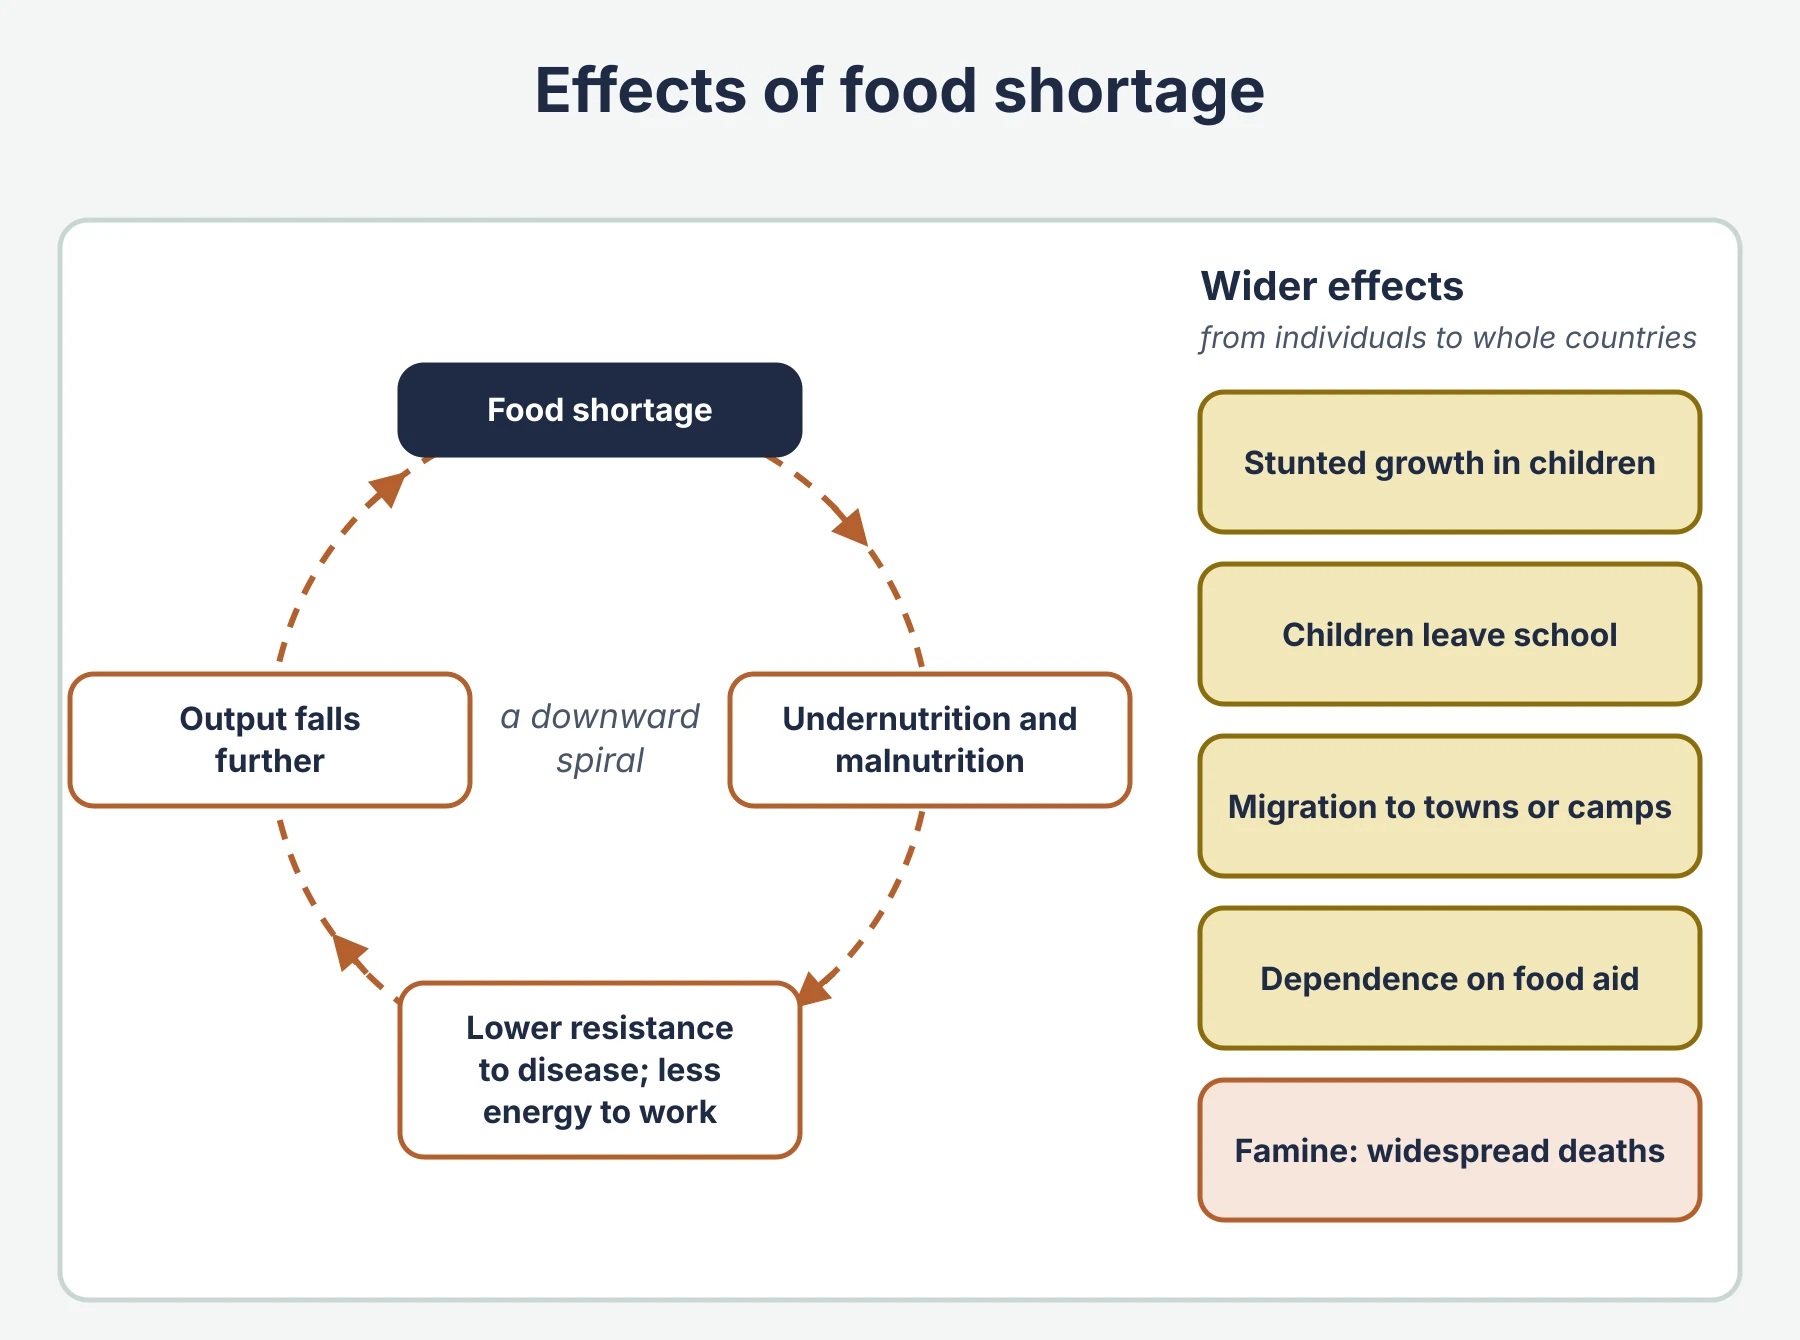 Effects of food shortage
Food shortage
Undernutrition and
malnutrition
Lower resistance
to disease; less
energy to work
Output falls
further
a downward
spiral
Wider effects
from individuals to whole countries
Stunted growth in children
Children leave school
Migration to towns or camps
Dependence on food aid
Famine: widespread deaths